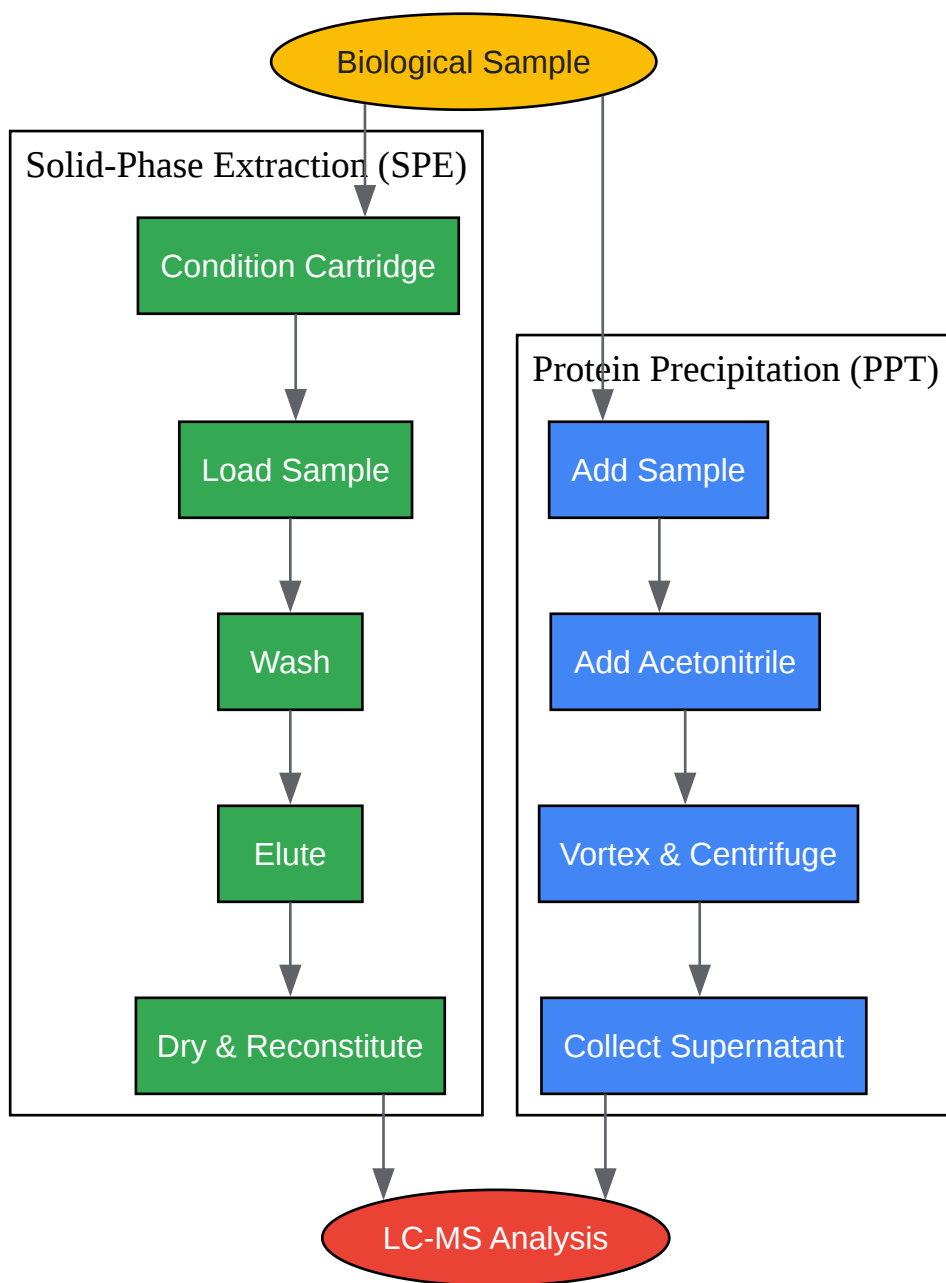 Biological Sample
Solid-Phase Extraction (SPE)
Condition Cartridge
Load Sample
Wash
Elute
Dry & Reconstitute
Protein Precipitation (PPT)
Add Sample
Add Acetonitrile
Vortex & Centrifuge
Collect Supernatant
LC-MS Analysis